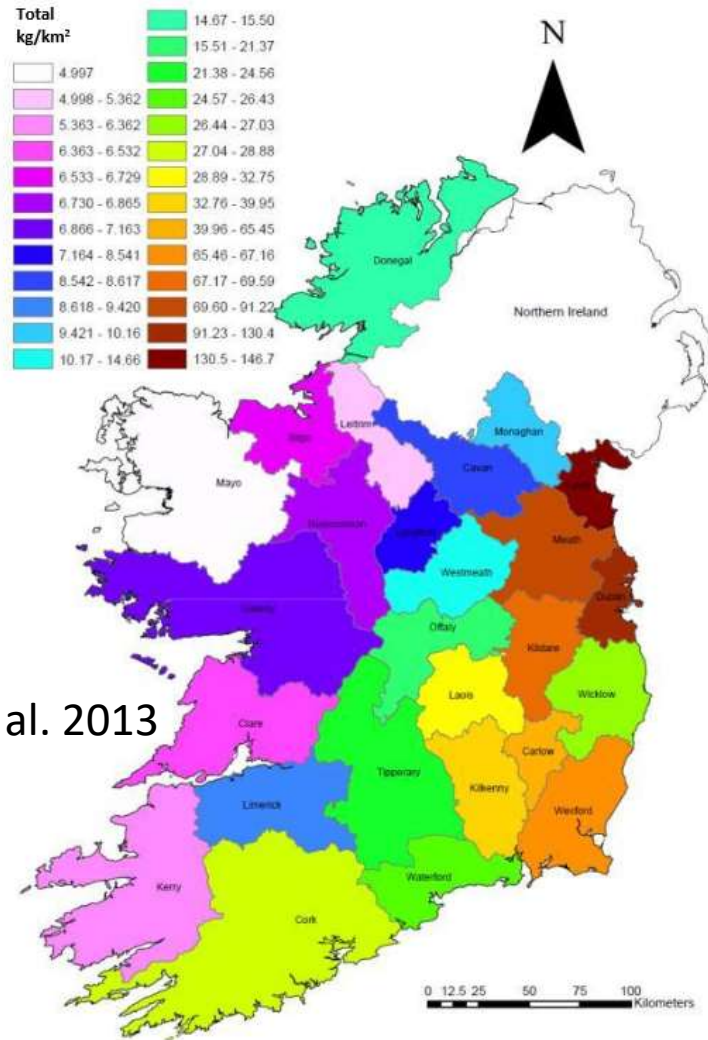 Total
kg/km²
4.997
4.998 - 5.362
5.363 - 6.362
6.363 - 6.532
6.533 - 6.729
6.730 - 6.865
6.866 - 7.163
7.164 - 8.541
8.542 - 8.617
8.618 - 9.420
9.421 - 10.16
10.17 - 14.66
14.67 - 15.50
15.51 - 21.37
21.38 - 24.56
24.57 - 26.43
26.44 - 27.03
27.04 - 28.88
28.89 - 32.75
32.76 - 39.95
39.96 - 65.45
65.46 - 67.16
67.17 - 69.59
69.60 - 91.22
91.23 - 130.4
130.5 - 146.7
N
Donegal
Northern Ireland
Leitrim
Monaghan
Sligo
Cavan
Mayo
Roscommon
Meath
Westmeath
Dublin
Galway
Offaly
Kildare
Laois
Wicklow
al. 2013
Clare
Carlow
Tipperary
Kilkenny
Limerick
Wexford
Waterford
Kerry
Cork
0 12.5 25 50 75 100
Kilometers